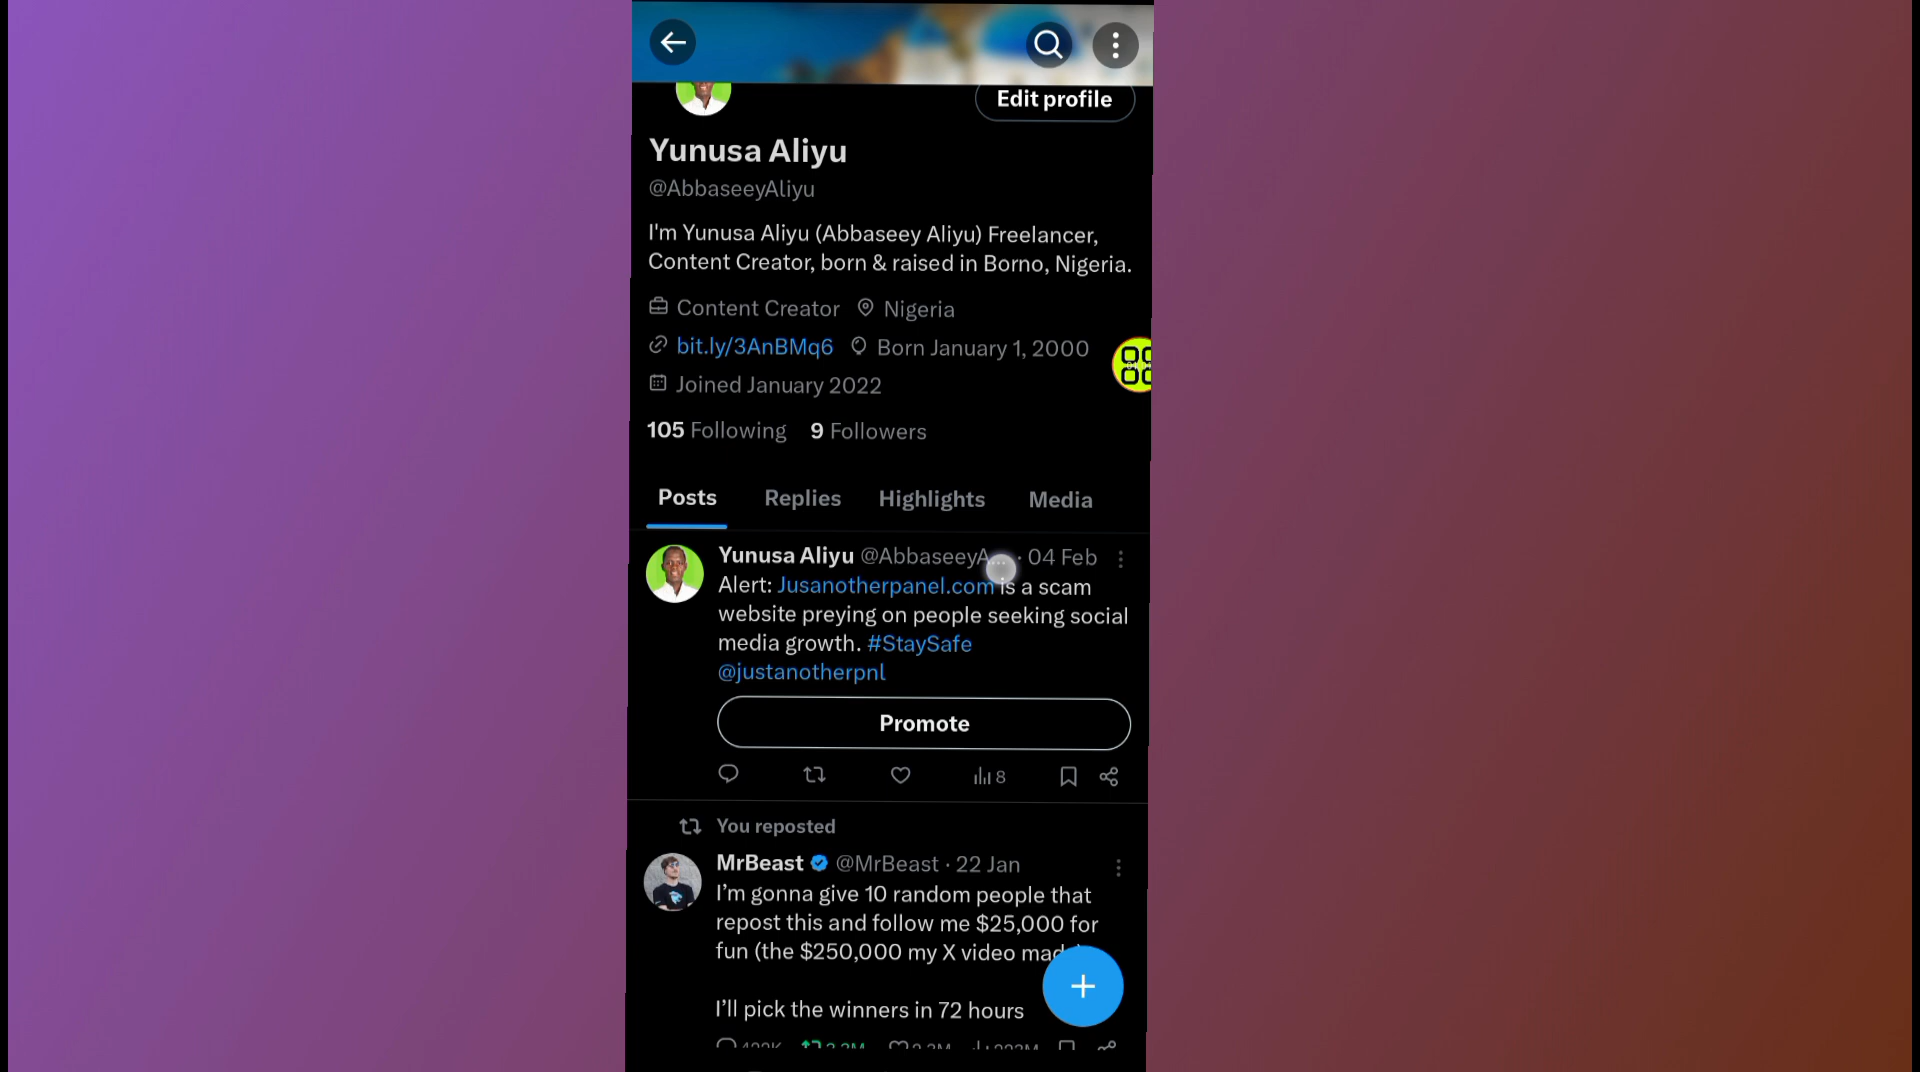 Edit profile
Yunusa Aliyu
@AbbaseeyAliyu
I'm Yunusa Aliyu (Abbaseey Aliyu) Freelancer,
Content Creator, born & raised in Borno, Nigeria.
Content Creator Nigeria
bit.ly/3AnBMq6 Born January 1, 2000
Joined January 2022
105 Following 9 Followers
Posts Replies Highlights Media
Yunusa Aliyu @AbbaseeyA... · 04 Feb
Alert: Jusanotherpanel.com is a scam
website preying on people seeking social
media growth. #StaySafe
@justanotherpnl
Promote
8
You reposted
MrBeast @MrBeast · 22 Jan
I'm gonna give 10 random people that
repost this and follow me $25,000 for
fun (the $250,000 my X video made)
I'll pick the winners in 72 hours